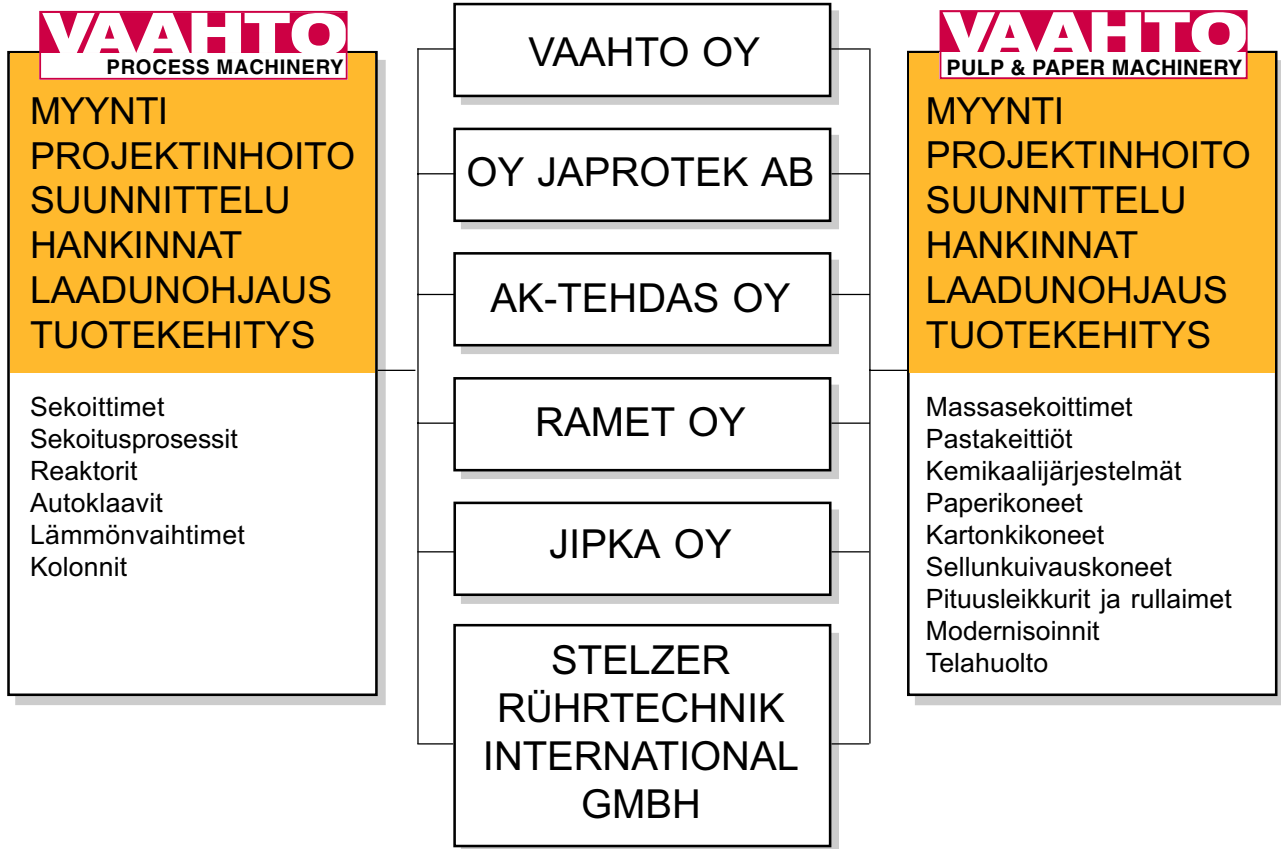 VAAHTO
PROCESS MACHINERY
MYYNTI
PROJEKTINHOITO
SUUNNITTELU
HANKINNAT
LAADUNOHJAUS
TUOTEKEHITYS
Sekoittimet
Sekoitusprosessit
Reaktorit
Autoklaavit
Lämmönvaihtimet
Kolonnit
VAAHTO OY
OY JAPROTEK AB
AK-TEHDAS OY
RAMET OY
JIPKA OY
STELZER
RÜHRTECHNIK
INTERNATIONAL
GMBH
VAAHTO
PULP & PAPER MACHINERY
MYYNTI
PROJEKTINHOITO
SUUNNITTELU
HANKINNAT
LAADUNOHJAUS
TUOTEKEHITYS
Massasekoittimet
Pastakeittiöt
Kemikaalijärjestelmät
Paperikoneet
Kartonkikoneet
Sellunkuivauskoneet
Pituusleikkurit ja rullaimet
Modernisoinnit
Telahuolto